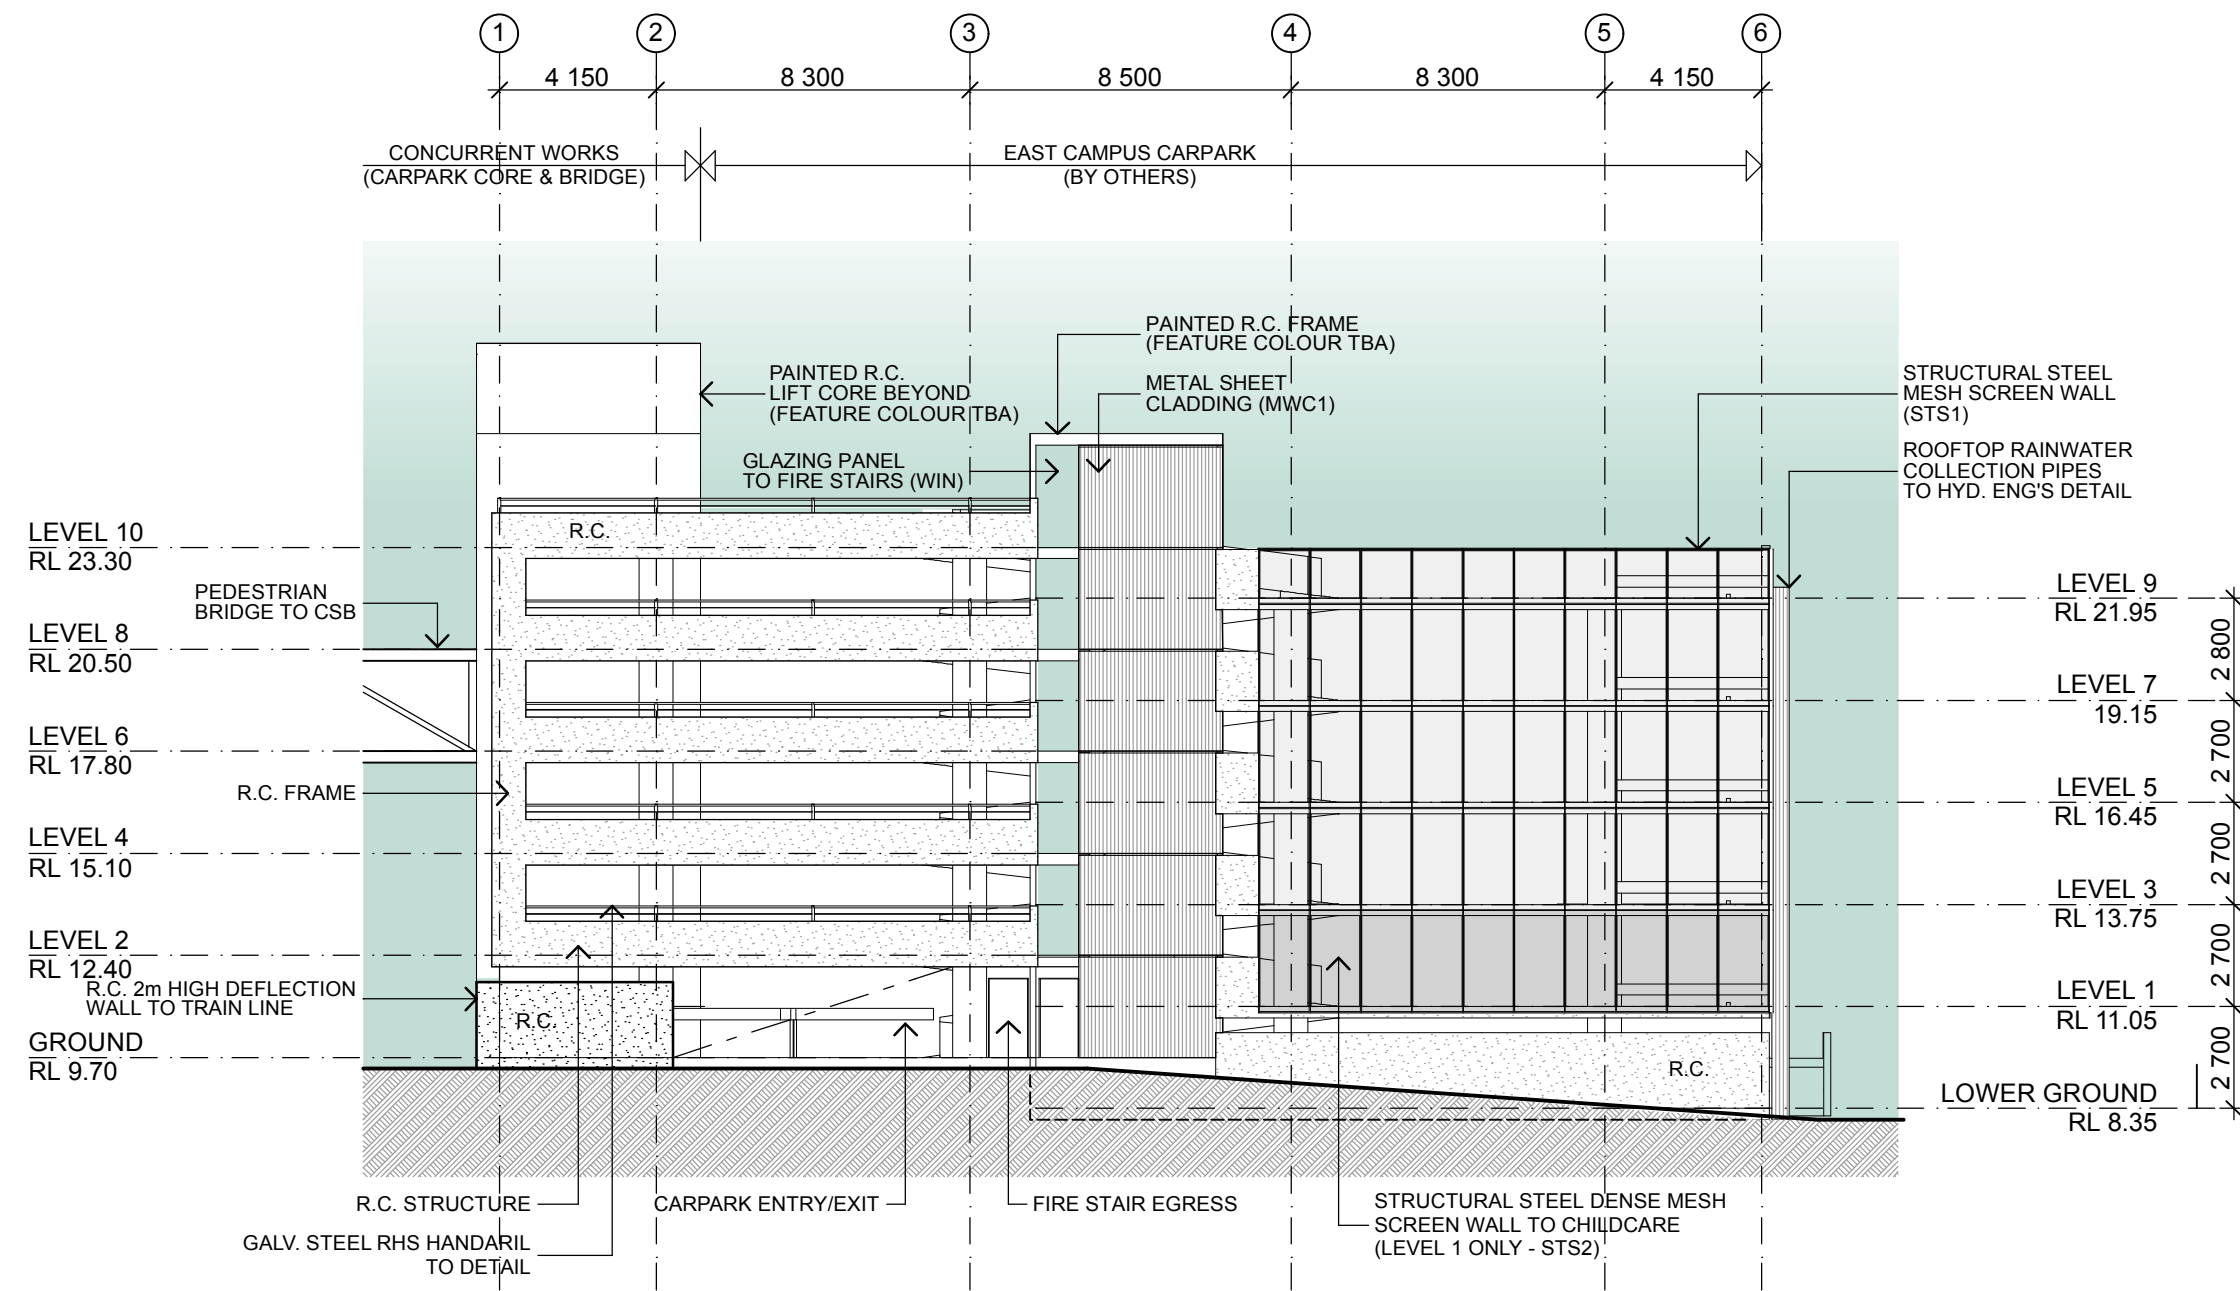 1 2 3 4 5 6
4 150 8 300 8 500 8 300 4 150
CONCURRENT WORKS
(CARPARK CORE & BRIDGE)
EAST CAMPUS CARPARK
(BY OTHERS)
PAINTED R.C. FRAME
(FEATURE COLOUR TBA)
PAINTED R.C.
LIFT CORE BEYOND
(FEATURE COLOUR TBA)
METAL SHEET
CLADDING (MWC1)
STRUCTURAL STEEL
MESH SCREEN WALL
(STS1)
GLAZING PANEL
TO FIRE STAIRS (WIN)
ROOFTOP RAINWATER
COLLECTION PIPES
TO HYD. ENG'S DETAIL
LEVEL 10
RL 23.30
R.C.
PEDESTRIAN
BRIDGE TO CSB
LEVEL 8
RL 20.50
LEVEL 6
RL 17.80
R.C. FRAME
LEVEL 4
RL 15.10
LEVEL 2
RL 12.40
R.C. 2m HIGH DEFLECTION
WALL TO TRAIN LINE
R.C.
GROUND
RL 9.70
LEVEL 9
RL 21.95
2 800
LEVEL 7
19.15
2 700
LEVEL 5
RL 16.45
2 700
LEVEL 3
RL 13.75
2 700
LEVEL 1
RL 11.05
2 700
R.C.
LOWER GROUND
RL 8.35
R.C. STRUCTURE
GALV. STEEL RHS HANDARIL
TO DETAIL
CARPARK ENTRY/EXIT
FIRE STAIR EGRESS
STRUCTURAL STEEL DENSE MESH
SCREEN WALL TO CHILDCARE
(LEVEL 1 ONLY - STS2)